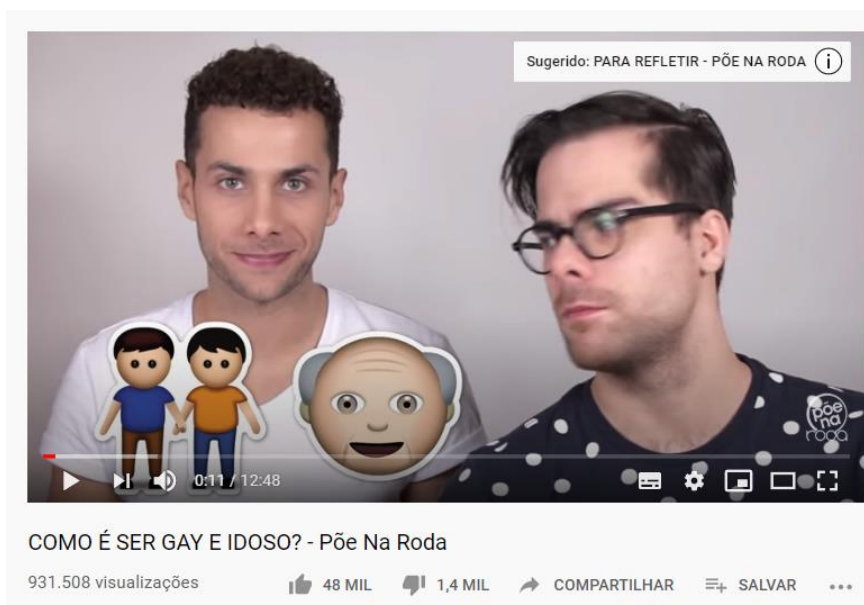 Sugerido: PARA REFLETIR - PÕE NA RODA
põe
na
roda
0:11 / 12:48
COMO É SER GAY E IDOSO? - Põe Na Roda
931.508 visualizações 48 MIL 1,4 MIL COMPARTILHAR SALVAR